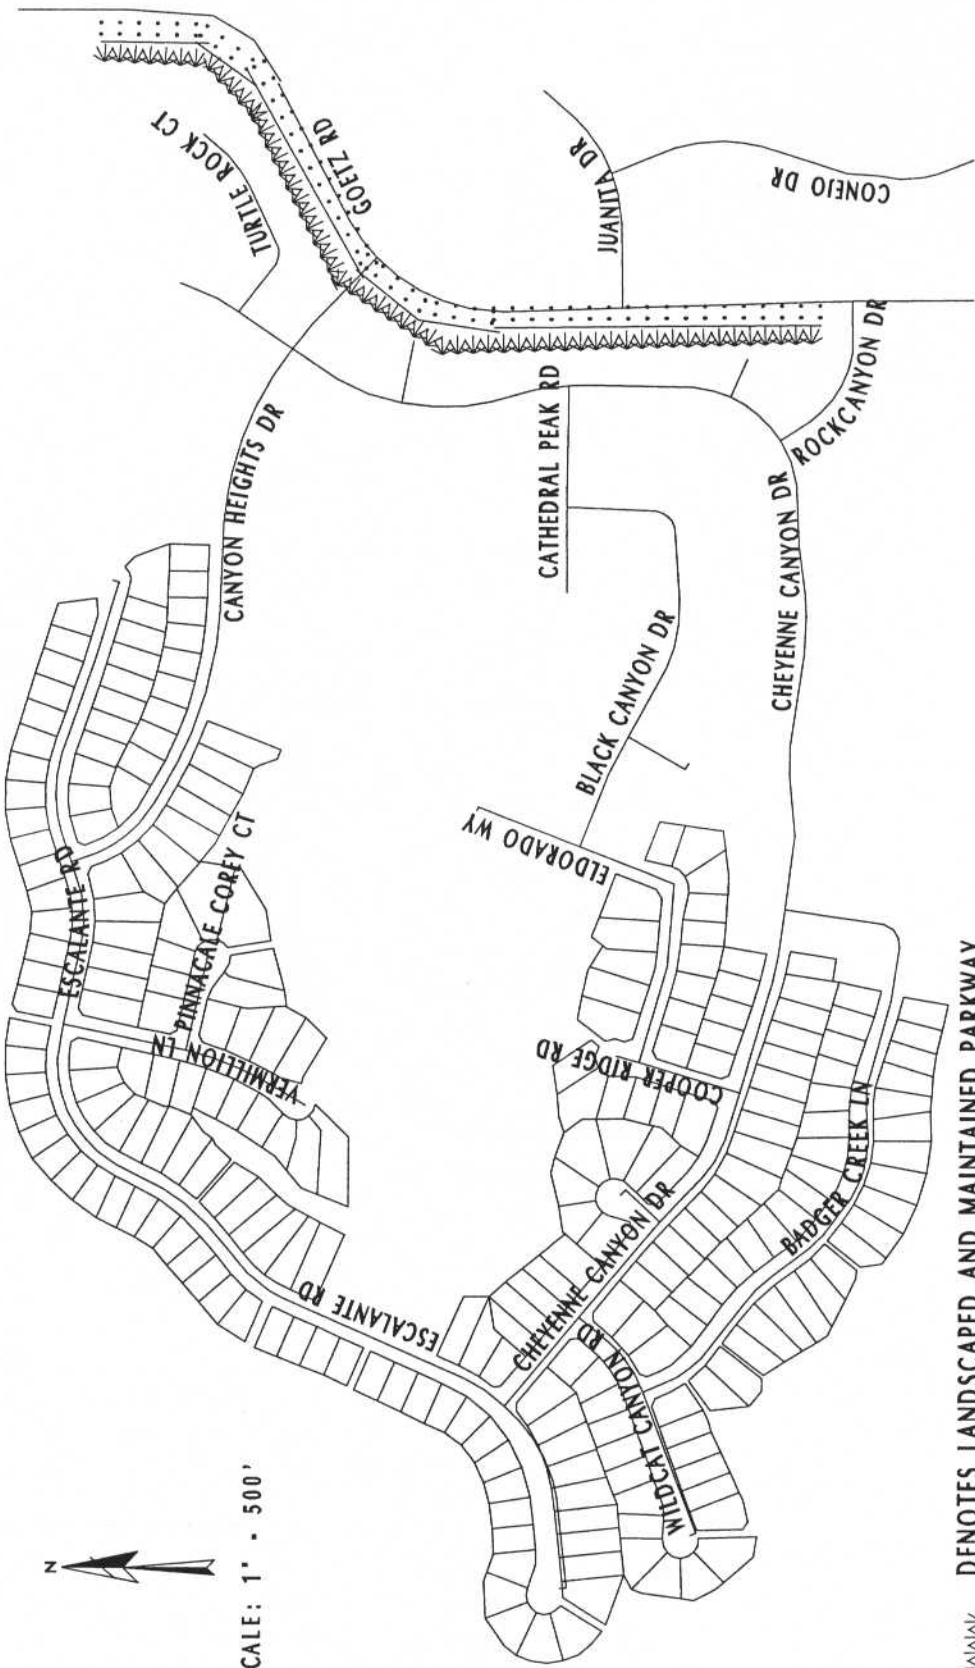 TURTLE ROCK CT
GOETZ RD
JUANITA DR
CONEJO DR
CANYON HEIGHTS DR
CATHEDRAL PEAK RD
ROCKCANYON DR
CHEYENNE CANYON DR
BLACK CANYON DR
ELDORADO WY
ESCALANTE RD
PINNACALE COREY CT
VERMILLION LN
COOPER RIDGE RD
BADGER CREEK LN
CHEYENNE CANYON DR
ESCALANTE RD
WILDCAT CANYON RD
N
CALE: 1" = 500'
DENOTES LANDSCAPED AND MAINTAINED PARKWAY